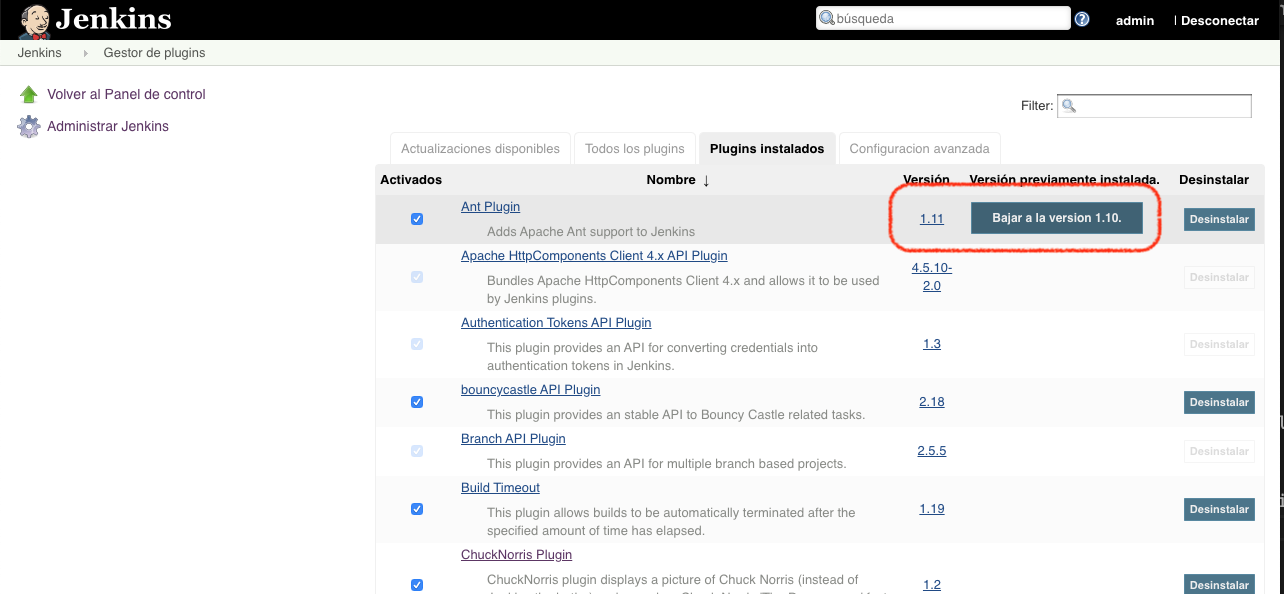 Jenkins
búsqueda
admin
| Desconectar
Jenkins
Gestor de plugins
Volver al Panel de control
Administrar Jenkins
Filter:
Actualizaciones disponibles
Todos los plugins
Plugins instalados
Configuracion avanzada
Activados Nombre ↓ Versión Versión previamente instalada. Desinstalar
Ant Plugin
Adds Apache Ant support to Jenkins
1.11
Bajar a la version 1.10.
Desinstalar
Apache HttpComponents Client 4.x API Plugin
Bundles Apache HttpComponents Client 4.x and allows it to be used
by Jenkins plugins.
4.5.10-
2.0
Desinstalar
Authentication Tokens API Plugin
This plugin provides an API for converting credentials into
authentication tokens in Jenkins.
1.3
Desinstalar
bouncycastle API Plugin
This plugin provides an stable API to Bouncy Castle related tasks.
2.18
Desinstalar
Branch API Plugin
This plugin provides an API for multiple branch based projects.
2.5.5
Desinstalar
Build Timeout
This plugin allows builds to be automatically terminated after the
specified amount of time has elapsed.
1.19
Desinstalar
ChuckNorris Plugin
ChuckNorris plugin displays a picture of Chuck Norris (instead of
1.2
Desinstalar